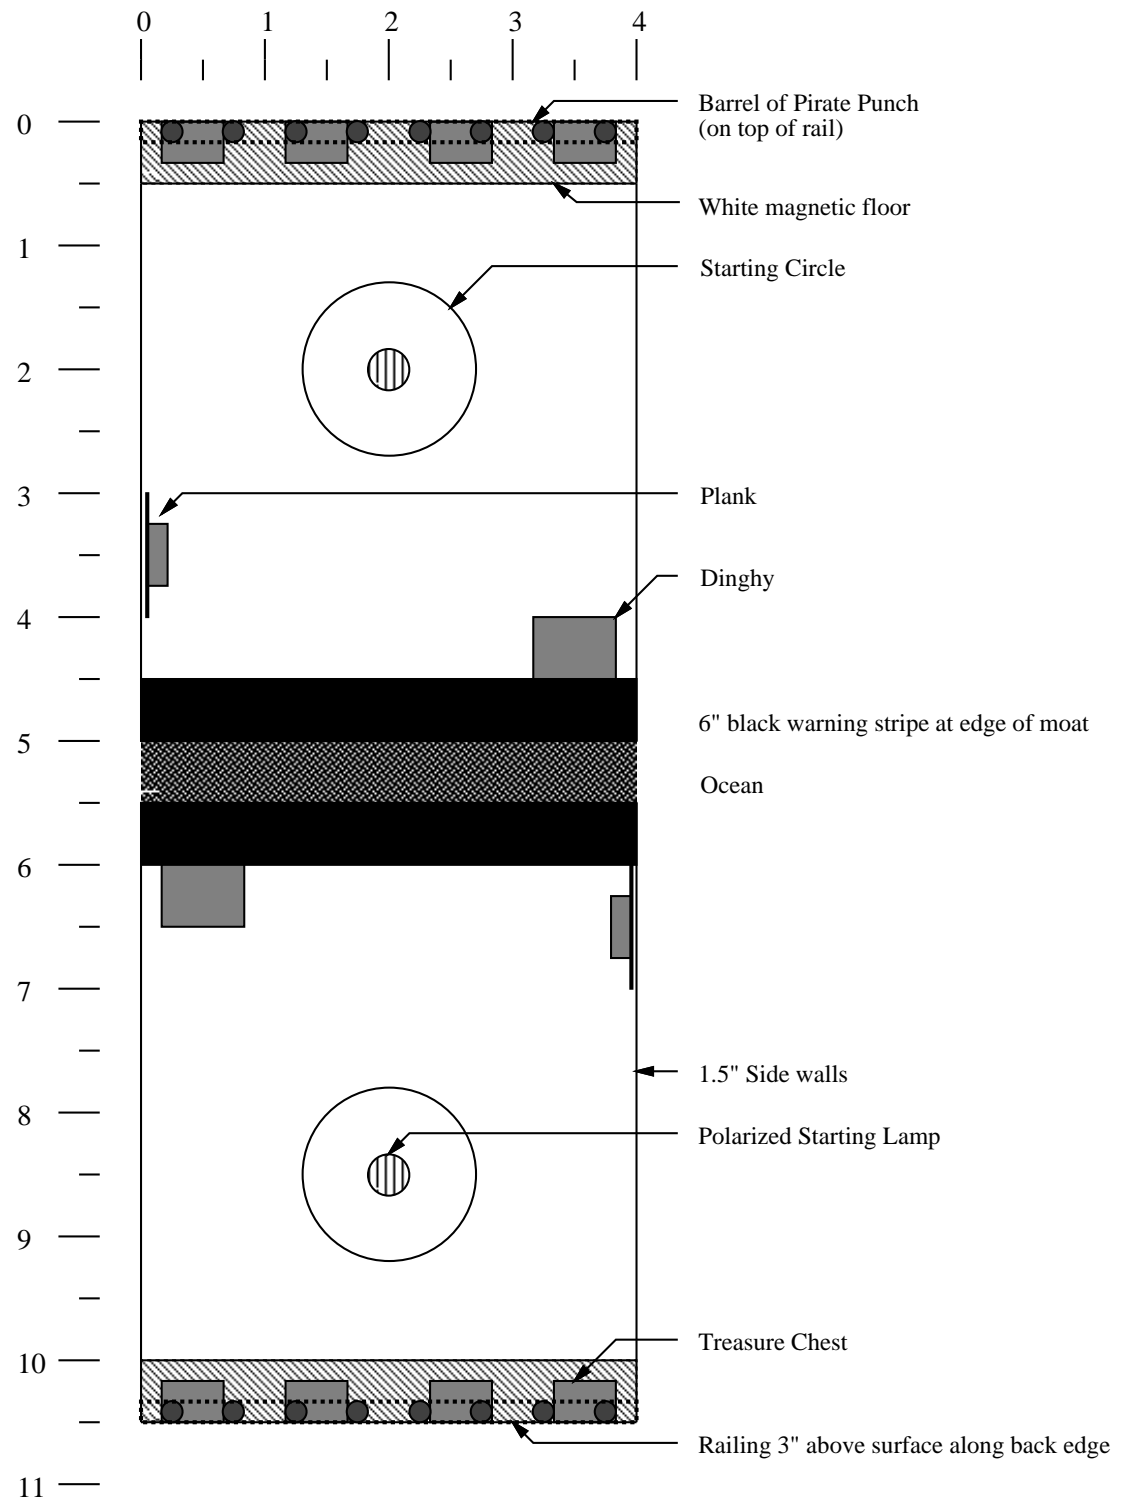 0 1 2 3 4
Barrel of Pirate Punch
(on top of rail)
0
White magnetic floor
1
Starting Circle
2
3
Plank
Dinghy
4
6" black warning stripe at edge of moat
5
Ocean
6
7
1.5" Side walls
8
Polarized Starting Lamp
9
Treasure Chest
10
Railing 3" above surface along back edge
11